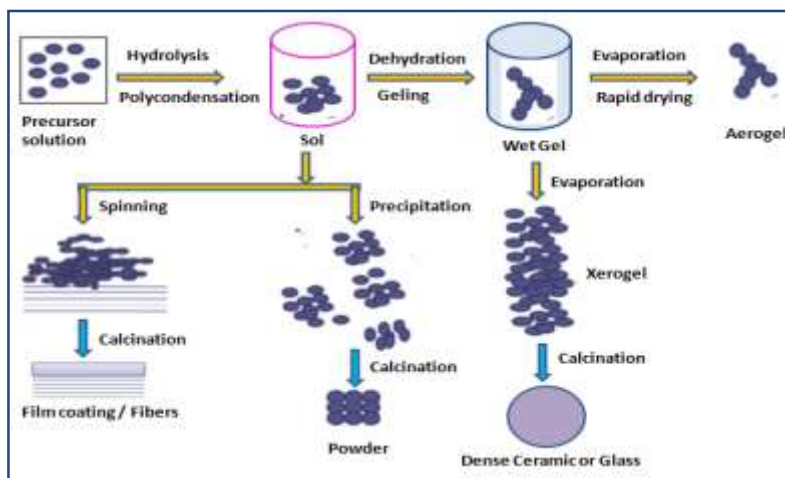 Hydrolysis
Polycondensation
Precursor
solution
Sol
Dehydration
Geling
Wet Gel
Evaporation
Rapid drying
Aerogel
Spinning
Precipitation
Evaporation
Xerogel
Calcination
Calcination
Calcination
Film coating / Fibers
Powder
Dense Ceramic or Glass